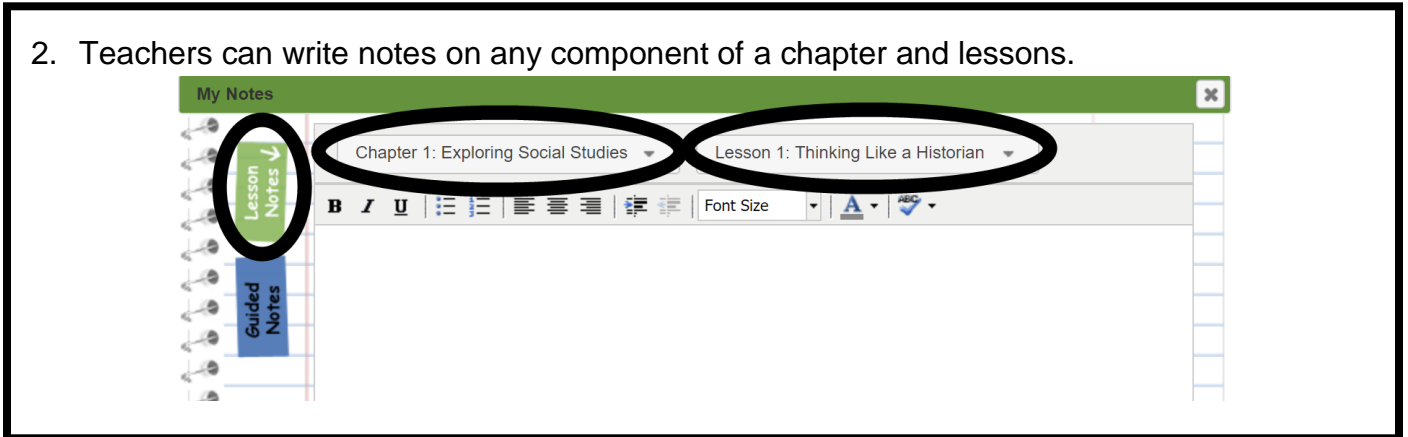 2. Teachers can write notes on any component of a chapter and lessons.
My Notes
Chapter 1: Exploring Social Studies
Lesson 1: Thinking Like a Historian
Lesson
Notes
B I U
Font Size
A
ABC
Guided
Notes